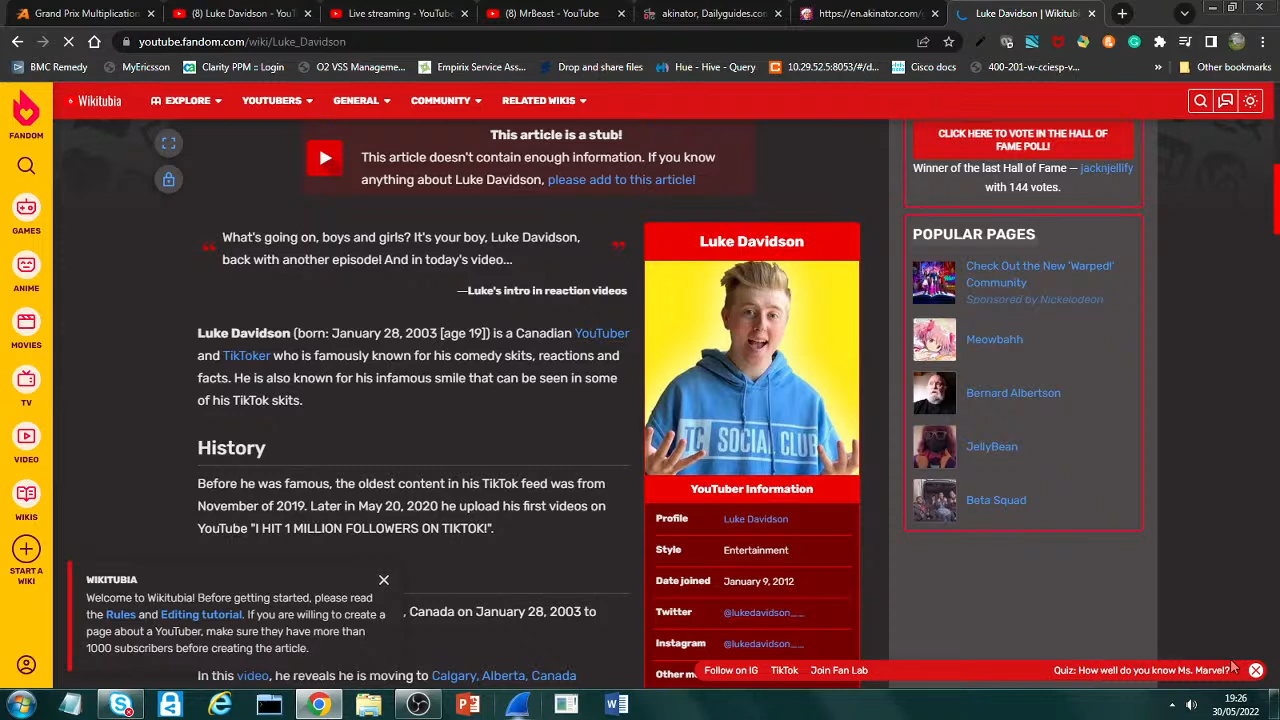 Grand Prix Multiplicatio
(8) Luke Davidson - YouTu
Live streaming - YouTube
(8) MrBeast - YouTube
akinator, Dailygudes.com,
https://en.akinator.com/g
Luke Davidson | Wikitubia
youtube.fandom.com/wiki/Luke_Davidson
BMC Remedy
MyEricsson
Clarity PPM :: Login
O2 VSS Manageme...
Empirix Service Ass...
Drop and share files
Hue - Hive - Query
10.29.52.5:8053/#/d...
Cisco docs
400-201-w-cciesp-v...
»
Other bookmarks
FANDOM
GAMES
ANIME
MOVIES
TV
VIDEO
WIKIS
START A
WIKI
Wikitubia
EXPLORE
YOUTUBERS
GENERAL
COMMUNITY
RELATED WIKIS
This article is a stub!
This article doesn't contain enough information. If you know
anything about Luke Davidson, please add to this article!
“ What's going on, boys and girls? It's your boy, Luke Davidson, ”
back with another episode! And in today's video...
—Luke's intro in reaction videos
Luke Davidson (born: January 28, 2003 [age 19]) is a Canadian YouTuber
and TikToker who is famously known for his comedy skits, reactions and
facts. He is also known for his infamous smile that can be seen in some
of his TikTok skits.
History
Before he was famous, the oldest content in his TikTok feed was from
November of 2019. Later in May 20, 2020 he upload his first videos on
YouTube "I HIT 1 MILLION FOLLOWERS ON TIKTOK!".
, Canada on January 28, 2003 to
In this video, he reveals he moved to Calgary, Alberta, Canada
WIKITUBIA
Welcome to Wikitubia! Before getting started, please read
the Rules and Editing tutorial. If you are willing to create a
page about a YouTuber, make sure they have more than
1,000 subscribers before creating the article.
Luke Davidson
TC SOCIAL CLUB
YouTuber Information
Profile Luke Davidson
Style Entertainment
Date joined January 9, 2012
Twitter @lukedavidson__
Instagram @lukedavidson__
Other m
CLICK HERE TO VOTE IN THE HALL OF
FAME POLL!
Winner of the last Hall of Fame — jacknjellify
with 144 votes.
POPULAR PAGES
Check Out the New 'Warped!'
Community
Sponsored by Nickelodeon
Meowbahh
Bernard Albertson
JellyBean
Beta Squad
Follow on IG
TikTok
Join Fan Lab
Quiz: How well do you know Ms. Marvel?
19:26
30/05/2022